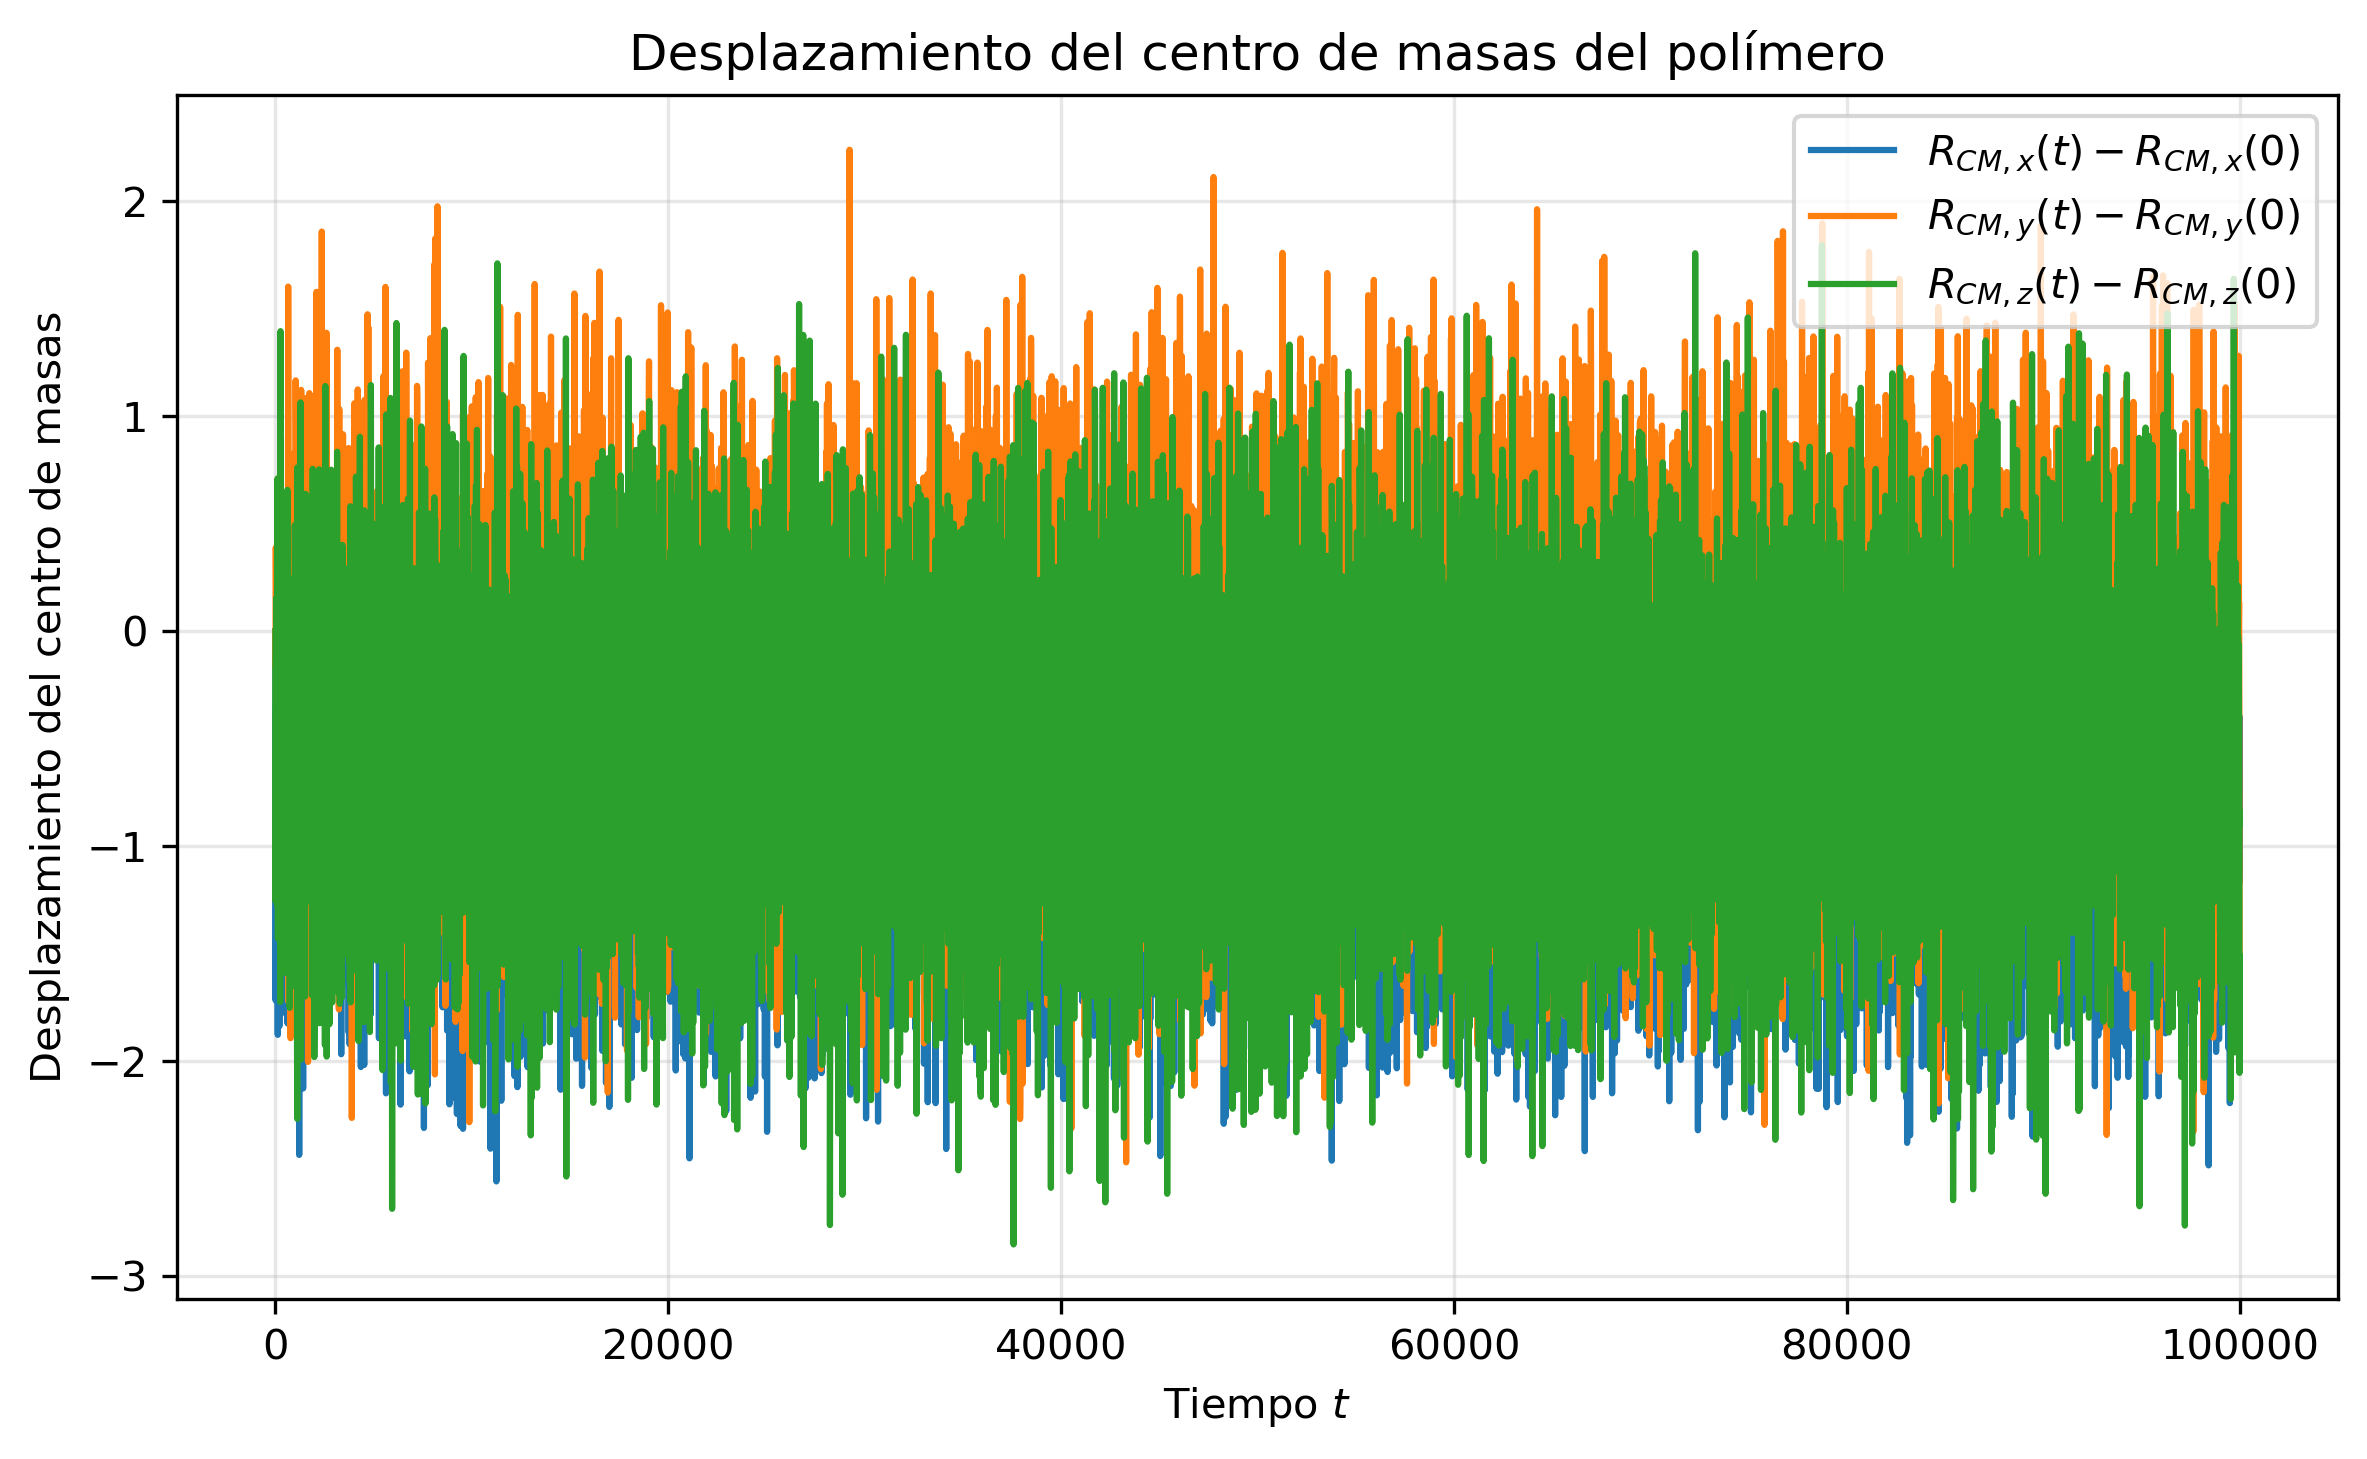 Desplazamiento del centro de masas del polímero
Desplazamiento del centro de masas
2
1
0
−1
−2
−3
R_{CM, x}(t) − R_{CM, x}(0)
R_{CM, y}(t) − R_{CM, y}(0)
R_{CM, z}(t) − R_{CM, z}(0)
0 20000 40000 60000 80000 100000
Tiempo t